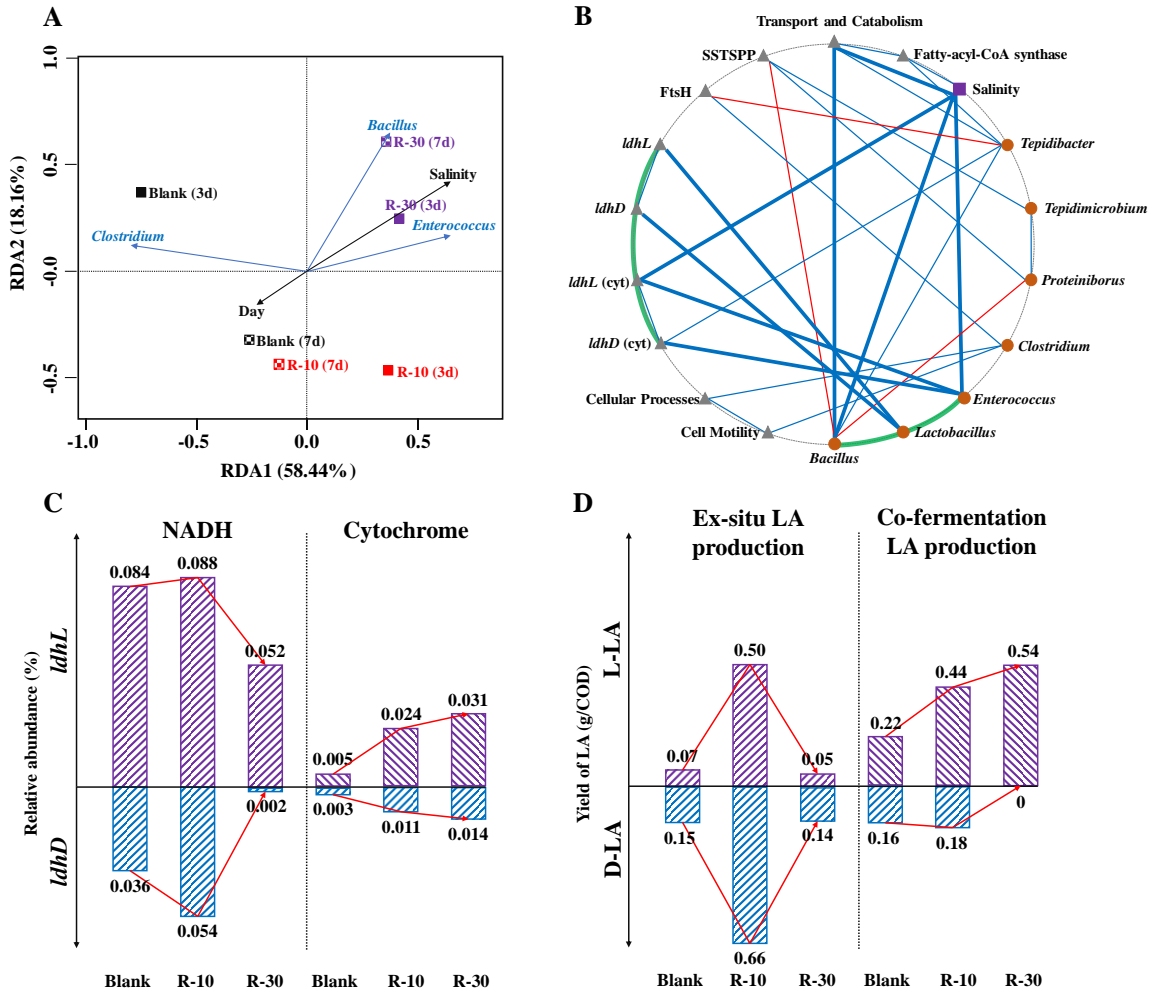 A
1.0
0.5
-0.0
-0.5
RDA2 (18.16%)
Bacillus
R-30 (7d)
Salinity
Blank (3d)
R-30 (3d)
Enterococcus
Clostridium
Day
Blank (7d)
R-10 (7d)
R-10 (3d)
-1.0
-0.5
0.0
0.5
RDA1 (58.44%)
B
Transport and Catabolism
SSTSPP
Fatty-acyl-CoA synthase
FtsH
Salinity
ldhL
Tepidibacter
ldhD
Tepidimicrobium
ldhL (cyt)
Proteiniborus
ldhD (cyt)
Clostridium
Cellular Processes
Enterococcus
Cell Motility
Lactobacillus
Bacillus
C
NADH
Cytochrome
Relative abundance (%)
ldhL
ldhD
0.084
0.088
0.052
0.005
0.024
0.031
0.036
0.054
0.002
0.003
0.011
0.014
Blank
R-10
R-30
Blank
R-10
R-30
D
Ex-situ LA
production
Co-fermentation
LA production
Yield of LA (g/COD)
L-LA
D-LA
0.07
0.50
0.05
0.22
0.44
0.54
0.15
0.66
0.14
0.16
0.18
0
Blank
R-10
R-30
Blank
R-10
R-30